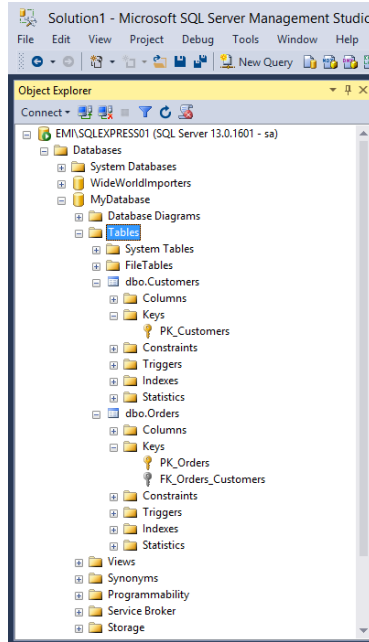 Solution1 - Microsoft SQL Server Management Studio
File Edit View Project Debug Tools Window Help
New Query
Object Explorer
Connect
EMI\SQLEXPRESS01 (SQL Server 13.0.1601 - sa)
Databases
System Databases
WideWorldImporters
MyDatabase
Database Diagrams
Tables
System Tables
FileTables
dbo.Customers
Columns
Keys
PK_Customers
Constraints
Triggers
Indexes
Statistics
dbo.Orders
Columns
Keys
PK_Orders
FK_Orders_Customers
Constraints
Triggers
Indexes
Statistics
Views
Synonyms
Programmability
Service Broker
Storage